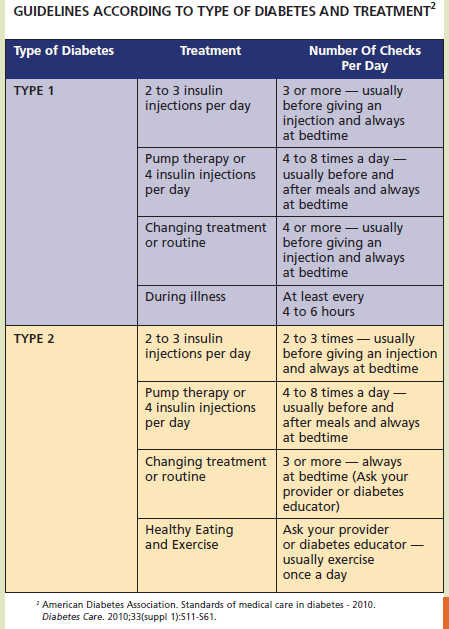 GUIDELINES ACCORDING TO TYPE OF DIABETES AND TREATMENT²
Type of Diabetes
Treatment
Number Of Checks
Per Day
TYPE 1
2 to 3 insulin
injections per day
3 or more — usually
before giving an
injection and always
at bedtime
Pump therapy or
4 insulin injections
per day
4 to 8 times a day —
usually before and
after meals and always
at bedtime
Changing treatment
or routine
4 or more — usually
before giving an
injection and always
at bedtime
During illness
At least every
4 to 6 hours
TYPE 2
2 to 3 insulin
injections per day
2 to 3 times — usually
before giving an injection
and always at bedtime
Pump therapy or
4 insulin injections
per day
4 to 8 times a day —
usually before and
after meals and always
at bedtime
Changing treatment
or routine
3 or more — always
at bedtime (Ask your
provider or diabetes
educator)
Healthy Eating
and Exercise
Ask your provider
or diabetes educator —
usually exercise
once a day
² American Diabetes Association. Standards of medical care in diabetes - 2010.
Diabetes Care. 2010;33(suppl 1):S11-S61.